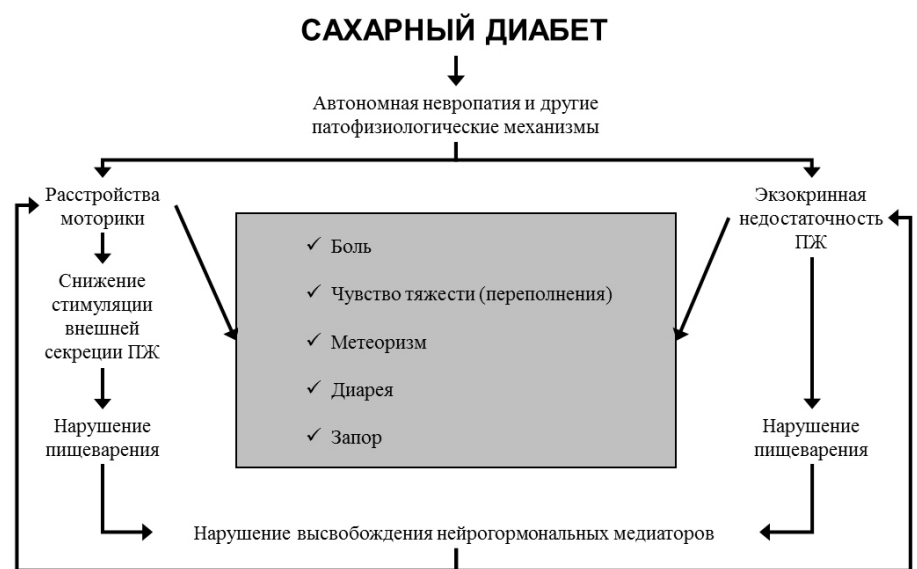 САХАРНЫЙ ДИАБЕТ
Автономная невропатия и другие
патофизиологические механизмы
Расстройства
моторики
Снижение
стимуляции
внешней
секреции ПЖ
Нарушение
пищеварения
✓ Боль
✓ Чувство тяжести (переполнения)
✓ Метеоризм
✓ Диарея
✓ Запор
Экзокринная
недостаточность
ПЖ
Нарушение
пищеварения
Нарушение высвобождения нейрогормональных медиаторов